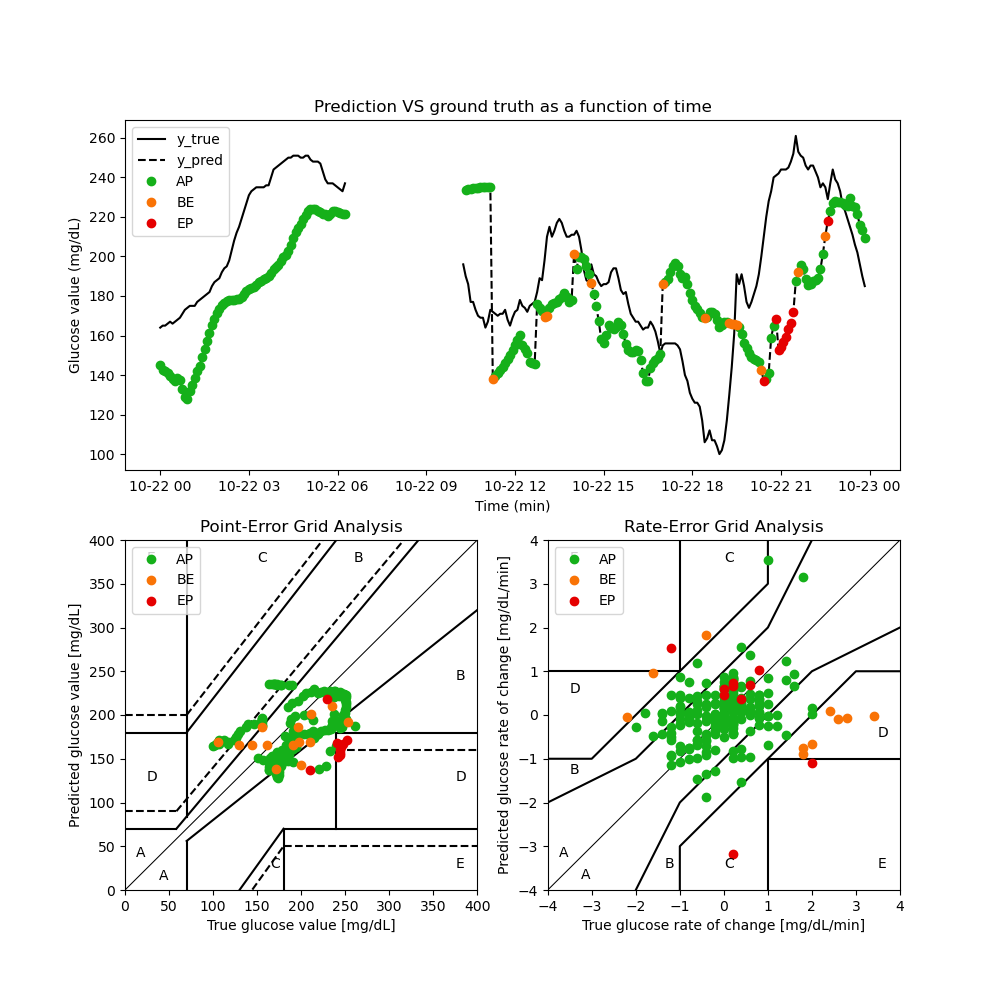 Prediction VS ground truth as a function of time
Glucose value (mg/dL)
260
240
220
200
180
160
140
120
100
y_true
y_pred
AP
BE
EP
10-22 00
10-22 03
10-22 06
10-22 09
10-22 12
10-22 15
10-22 18
10-22 21
10-23 00
Time (min)
Point-Error Grid Analysis
Predicted glucose value [mg/dL]
400
350
300
250
200
150
100
50
0
AP
BE
EP
C
B
B
D
D
A
A
C
E
0
50
100
150
200
250
300
350
400
True glucose value [mg/dL]
Rate-Error Grid Analysis
Predicted glucose rate of change [mg/dL/min]
4
3
2
1
0
−1
−2
−3
−4
AP
BE
EP
C
D
D
B
A
A
B
C
E
−4
−3
−2
−1
0
1
2
3
4
True glucose rate of change [mg/dL/min]